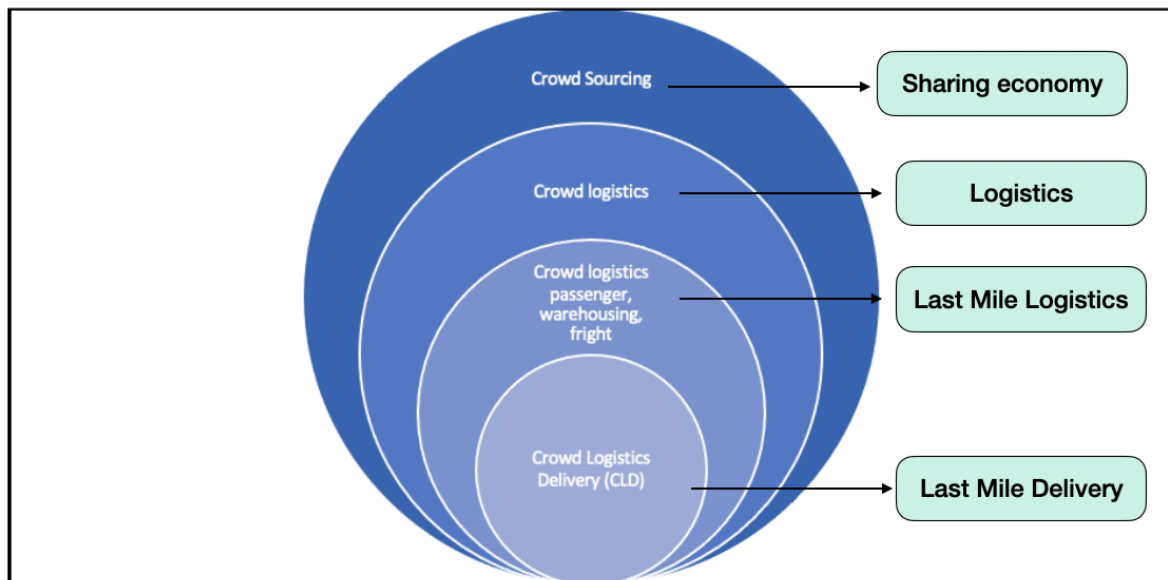 Crowd Sourcing
Sharing economy
Crowd logistics
Logistics
Crowd logistics
passenger,
warehousing,
fright
Last Mile Logistics
Crowd Logistics
Delivery (CLD)
Last Mile Delivery